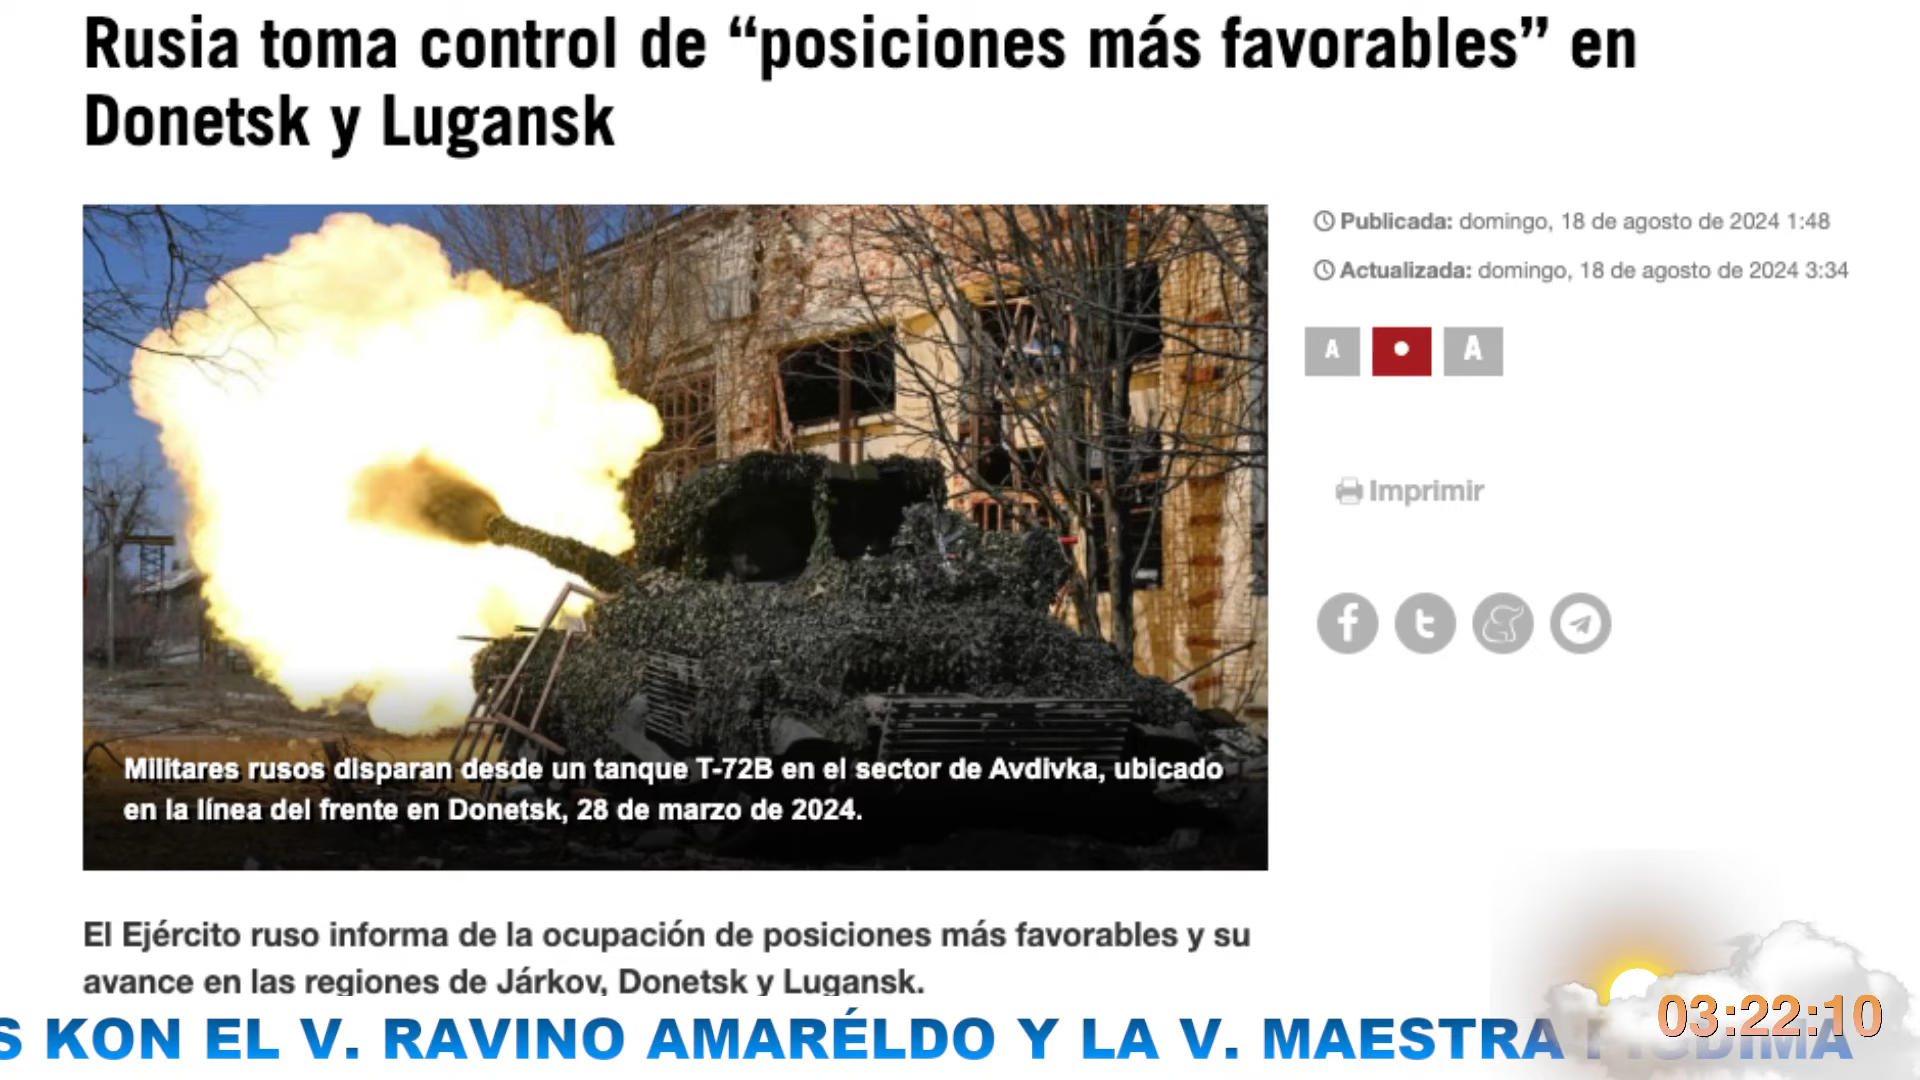 Rusia toma control de “posiciones más favorables” en
Donetsk y Lugansk
Publicada: domingo, 18 de agosto de 2024 1:48
Actualizada: domingo, 18 de agosto de 2024 3:34
A A
Imprimir
Militares rusos disparan desde un tanque T-72B en el sector de Avdivka, ubicado
en la línea del frente en Donetsk, 28 de marzo de 2024.
El Ejército ruso informa de la ocupación de posiciones más favorables y su
avance en las regiones de Járkov, Donetsk y Lugansk.
S KON EL V. RAVINO AMARÉLDO Y LA V. MAESTRA
03:22:10